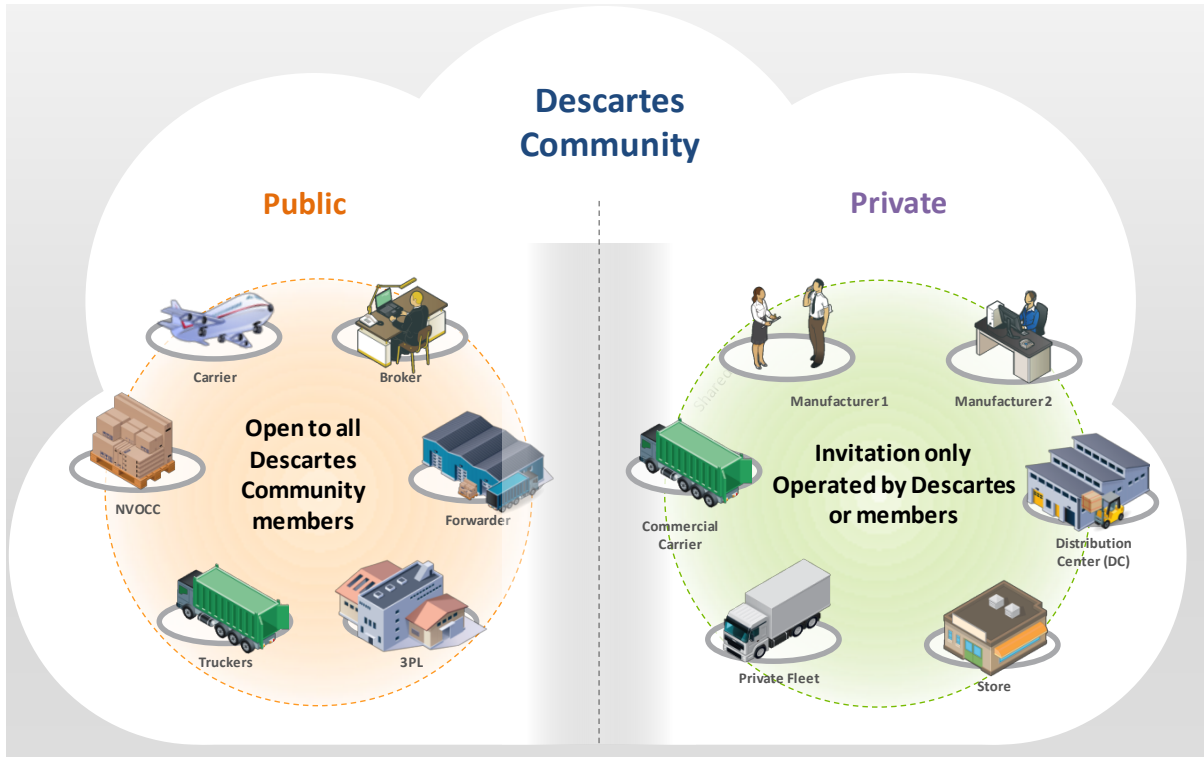 Descartes
Community
Public
Private
Carrier
Broker
NVOCC
Open to all
Descartes
Community
members
Forwarder
Truckers
3PL
Shared
Manufacturer 1
Manufacturer 2
Commercial
Carrier
Invitation only
Operated by Descartes
or members
Distribution
Center (DC)
Private Fleet
Store